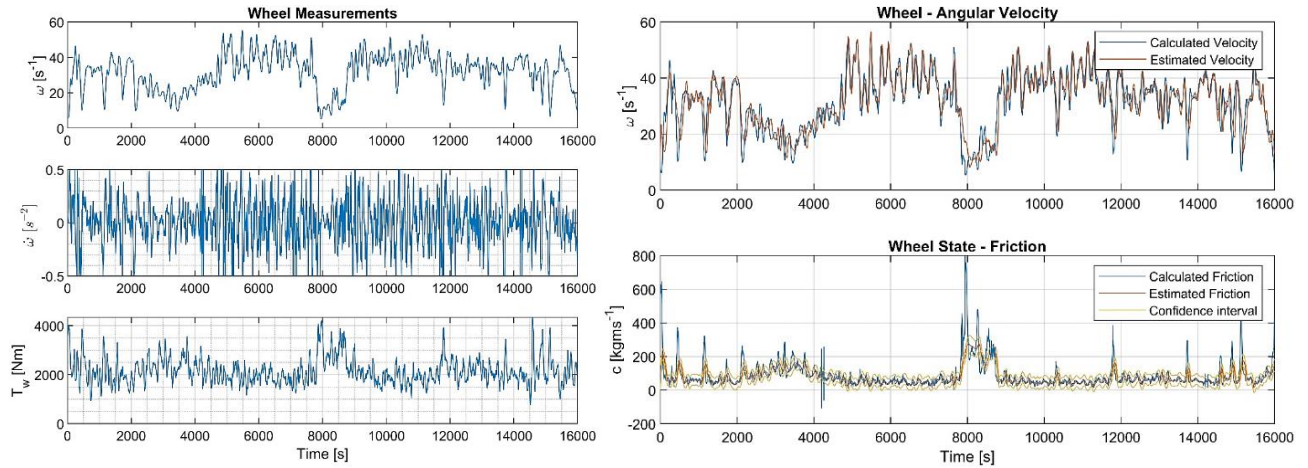 Wheel Measurements
60
40
20
0
ω [s⁻¹]
0 2000 4000 6000 8000 10000 12000 14000 16000
0.5
0
-0.5
ω̇ [s⁻²]
0 2000 4000 6000 8000 10000 12000 14000 16000
4000
2000
0
T_w [Nm]
0 2000 4000 6000 8000 10000 12000 14000 16000
Time [s]
Wheel - Angular Velocity
Calculated Velocity
Estimated Velocity
60
40
20
0
ω [s⁻¹]
0 2000 4000 6000 8000 10000 12000 14000 16000
Wheel State - Friction
Calculated Friction
Estimated Friction
Confidence interval
800
600
400
200
0
-200
c [kgms⁻¹]
0 2000 4000 6000 8000 10000 12000 14000 16000
Time [s]